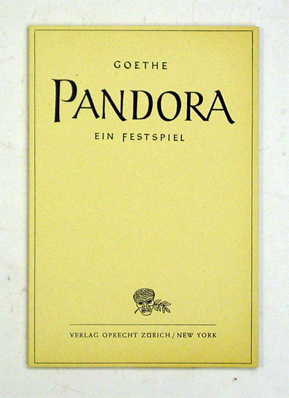 GOETHE
PANDORA
EIN FESTSPIEL
VERLAG OPRECHT ZÜRICH / NEW YORK